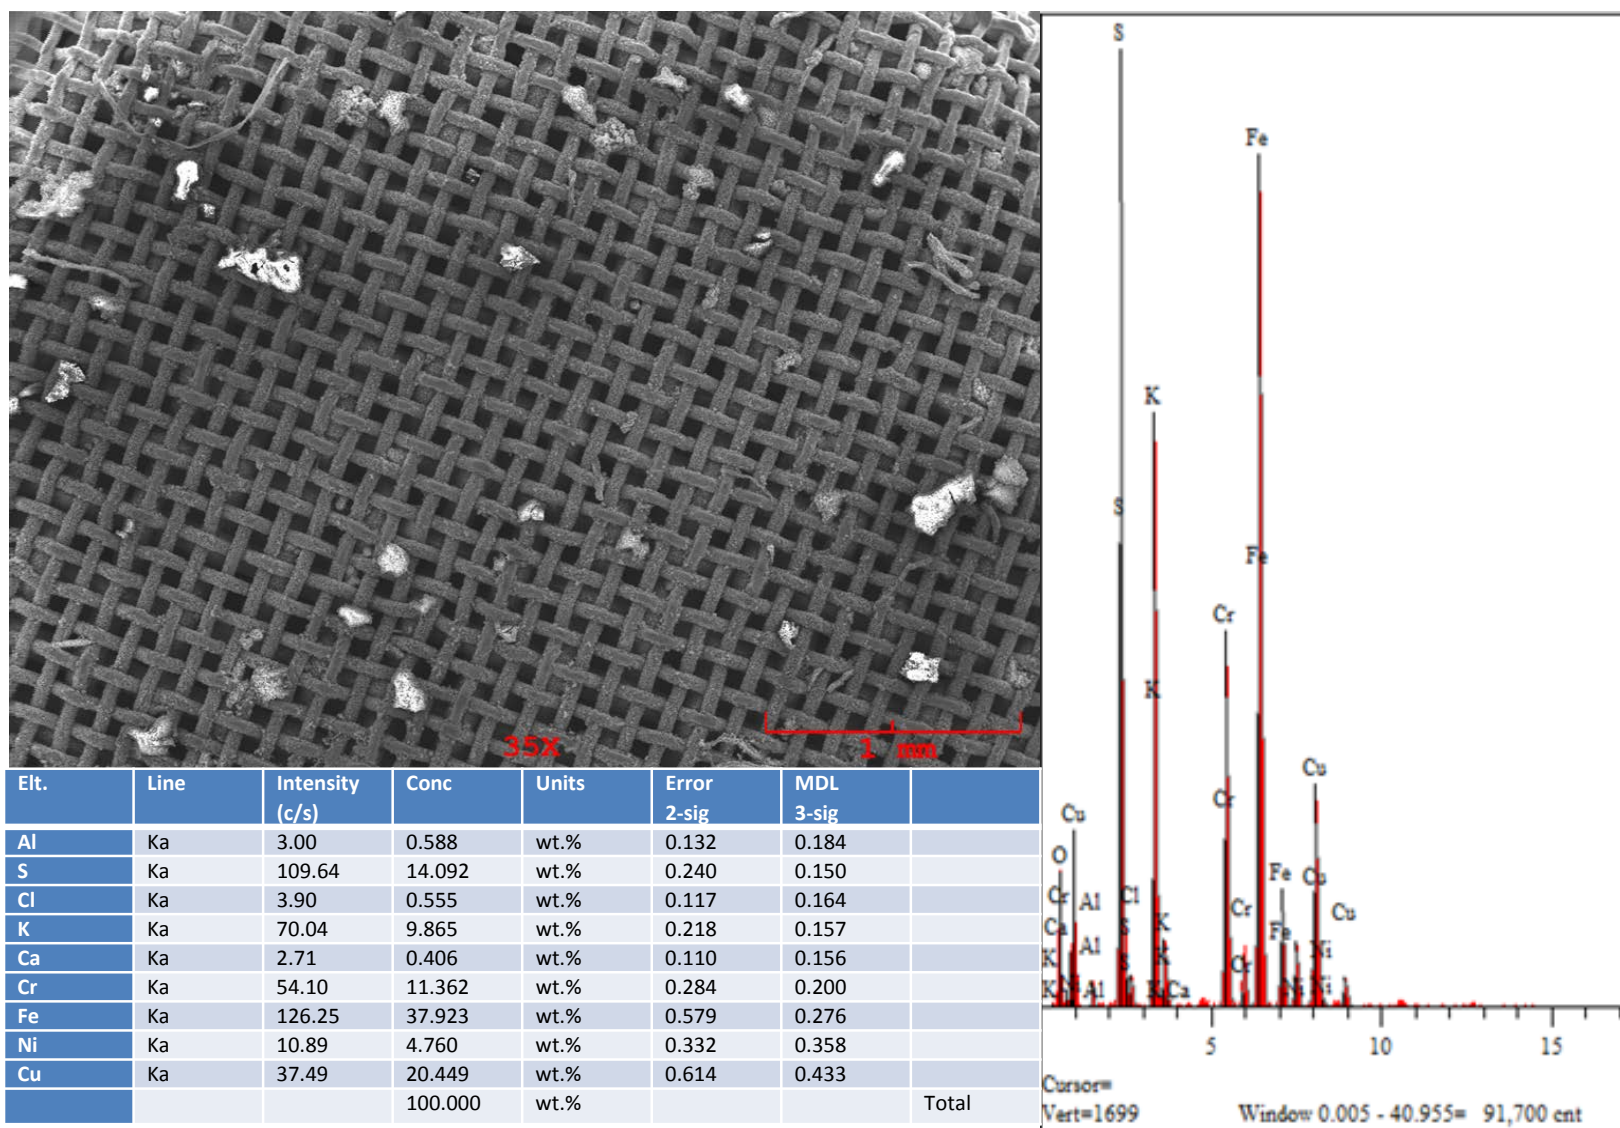 35X
1 mm
Elt. Line Intensity (c/s) Conc Units Error 2-sig MDL 3-sig
Al Ka 3.00 0.588 wt.% 0.132 0.184
S Ka 109.64 14.092 wt.% 0.240 0.150
Cl Ka 3.90 0.555 wt.% 0.117 0.164
K Ka 70.04 9.865 wt.% 0.218 0.157
Ca Ka 2.71 0.406 wt.% 0.110 0.156
Cr Ka 54.10 11.362 wt.% 0.284 0.200
Fe Ka 126.25 37.923 wt.% 0.579 0.276
Ni Ka 10.89 4.760 wt.% 0.332 0.358
Cu Ka 37.49 20.449 wt.% 0.614 0.433
100.000 wt.% Total
S
Fe
K
S
Fe
Cr
K
Cu
Cr
Cu
O
Fe Cu
Cr Al Cl Cr Cu
Ca S K Fe
K Al S K Cr Ni
K Al K Ca Ni Ni
5 10 15
Cursor=
Vert=1699 Window 0.005 - 40.955= 91,700 cnt